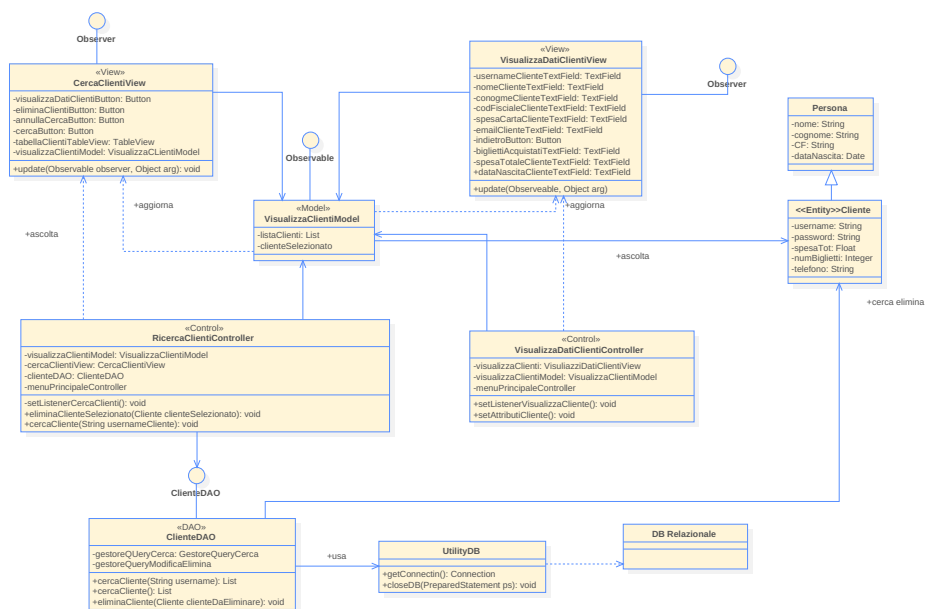 Observer
«View»
CercaClientiView
-visualizzaDatiClientiButton: Button
-eliminaClientiButton: Button
-annullaCercaButton: Button
-cercaButton: Button
-tabellaClientiTableView: TableView
-visualizzaClientiModel: VisualizzaCLientiModel
+update(Observable observer, Object arg): void
«View»
VisualizzaDatiClientiView
-usernameClienteTextField: TextField
-nomeClienteTextField: TextField
-conogmeClienteTextField: TextField
-codFiscialeClienteTextField: TextField
-spesaCartaClienteTextField: TextField
-emailClienteTextField: TextField
-indietroButton: Button
-bigliettiAcquistatiTextField: TextField
-spesaTotaleClienteTextField: TextField
+dataNascitaClienteTextField: TextField
+update(Observeable, Object arg)
Observer
Persona
-nome: String
-cognome: String
-CF: String
-dataNascita: Date
Observable
+aggiorna
+ascolta
«Model»
VisualizzaClientiModel
-listaClienti: List
-clienteSelezionato
+aggiorna
+ascolta
<<Entity>>Cliente
-username: String
-password: String
-spesaTot: Float
-numBiglietti: Integer
-telefono: String
+cerca elimina
«Control»
RicercaClientiController
-visualizzaClientiModel: VisualizzaClientiModel
-cercaClientiView: CercaClientiView
-clienteDAO: ClienteDAO
-menuPrincipaleController
-setListenerCercaClienti(): void
+eliminaClienteSelezionato(Cliente clienteSelezionato): void
+cercaCliente(String usernameCliente): void
«Control»
VisualizzaDatiClientiController
-visualizzaClienti: VisuliazziDatiClientiView
-visualizzaClientiModel: VisualizzaClientiModel
-menuPrincipaleController
+setListenerVisualizzaCliente(): void
+setAttributiCliente(): void
ClienteDAO
«DAO»
ClienteDAO
-gestoreQUeryCerca: GestoreQueryCerca
-gestoreQueryModificaElimina
+cercaCliente(String username): List
+cercaCliente(): List
+eliminaCliente(Cliente clienteDaEliminare): void
+usa
UtilityDB
+getConnectin(): Connection
+closeDB(PreparedStatement ps): void
DB Relazionale